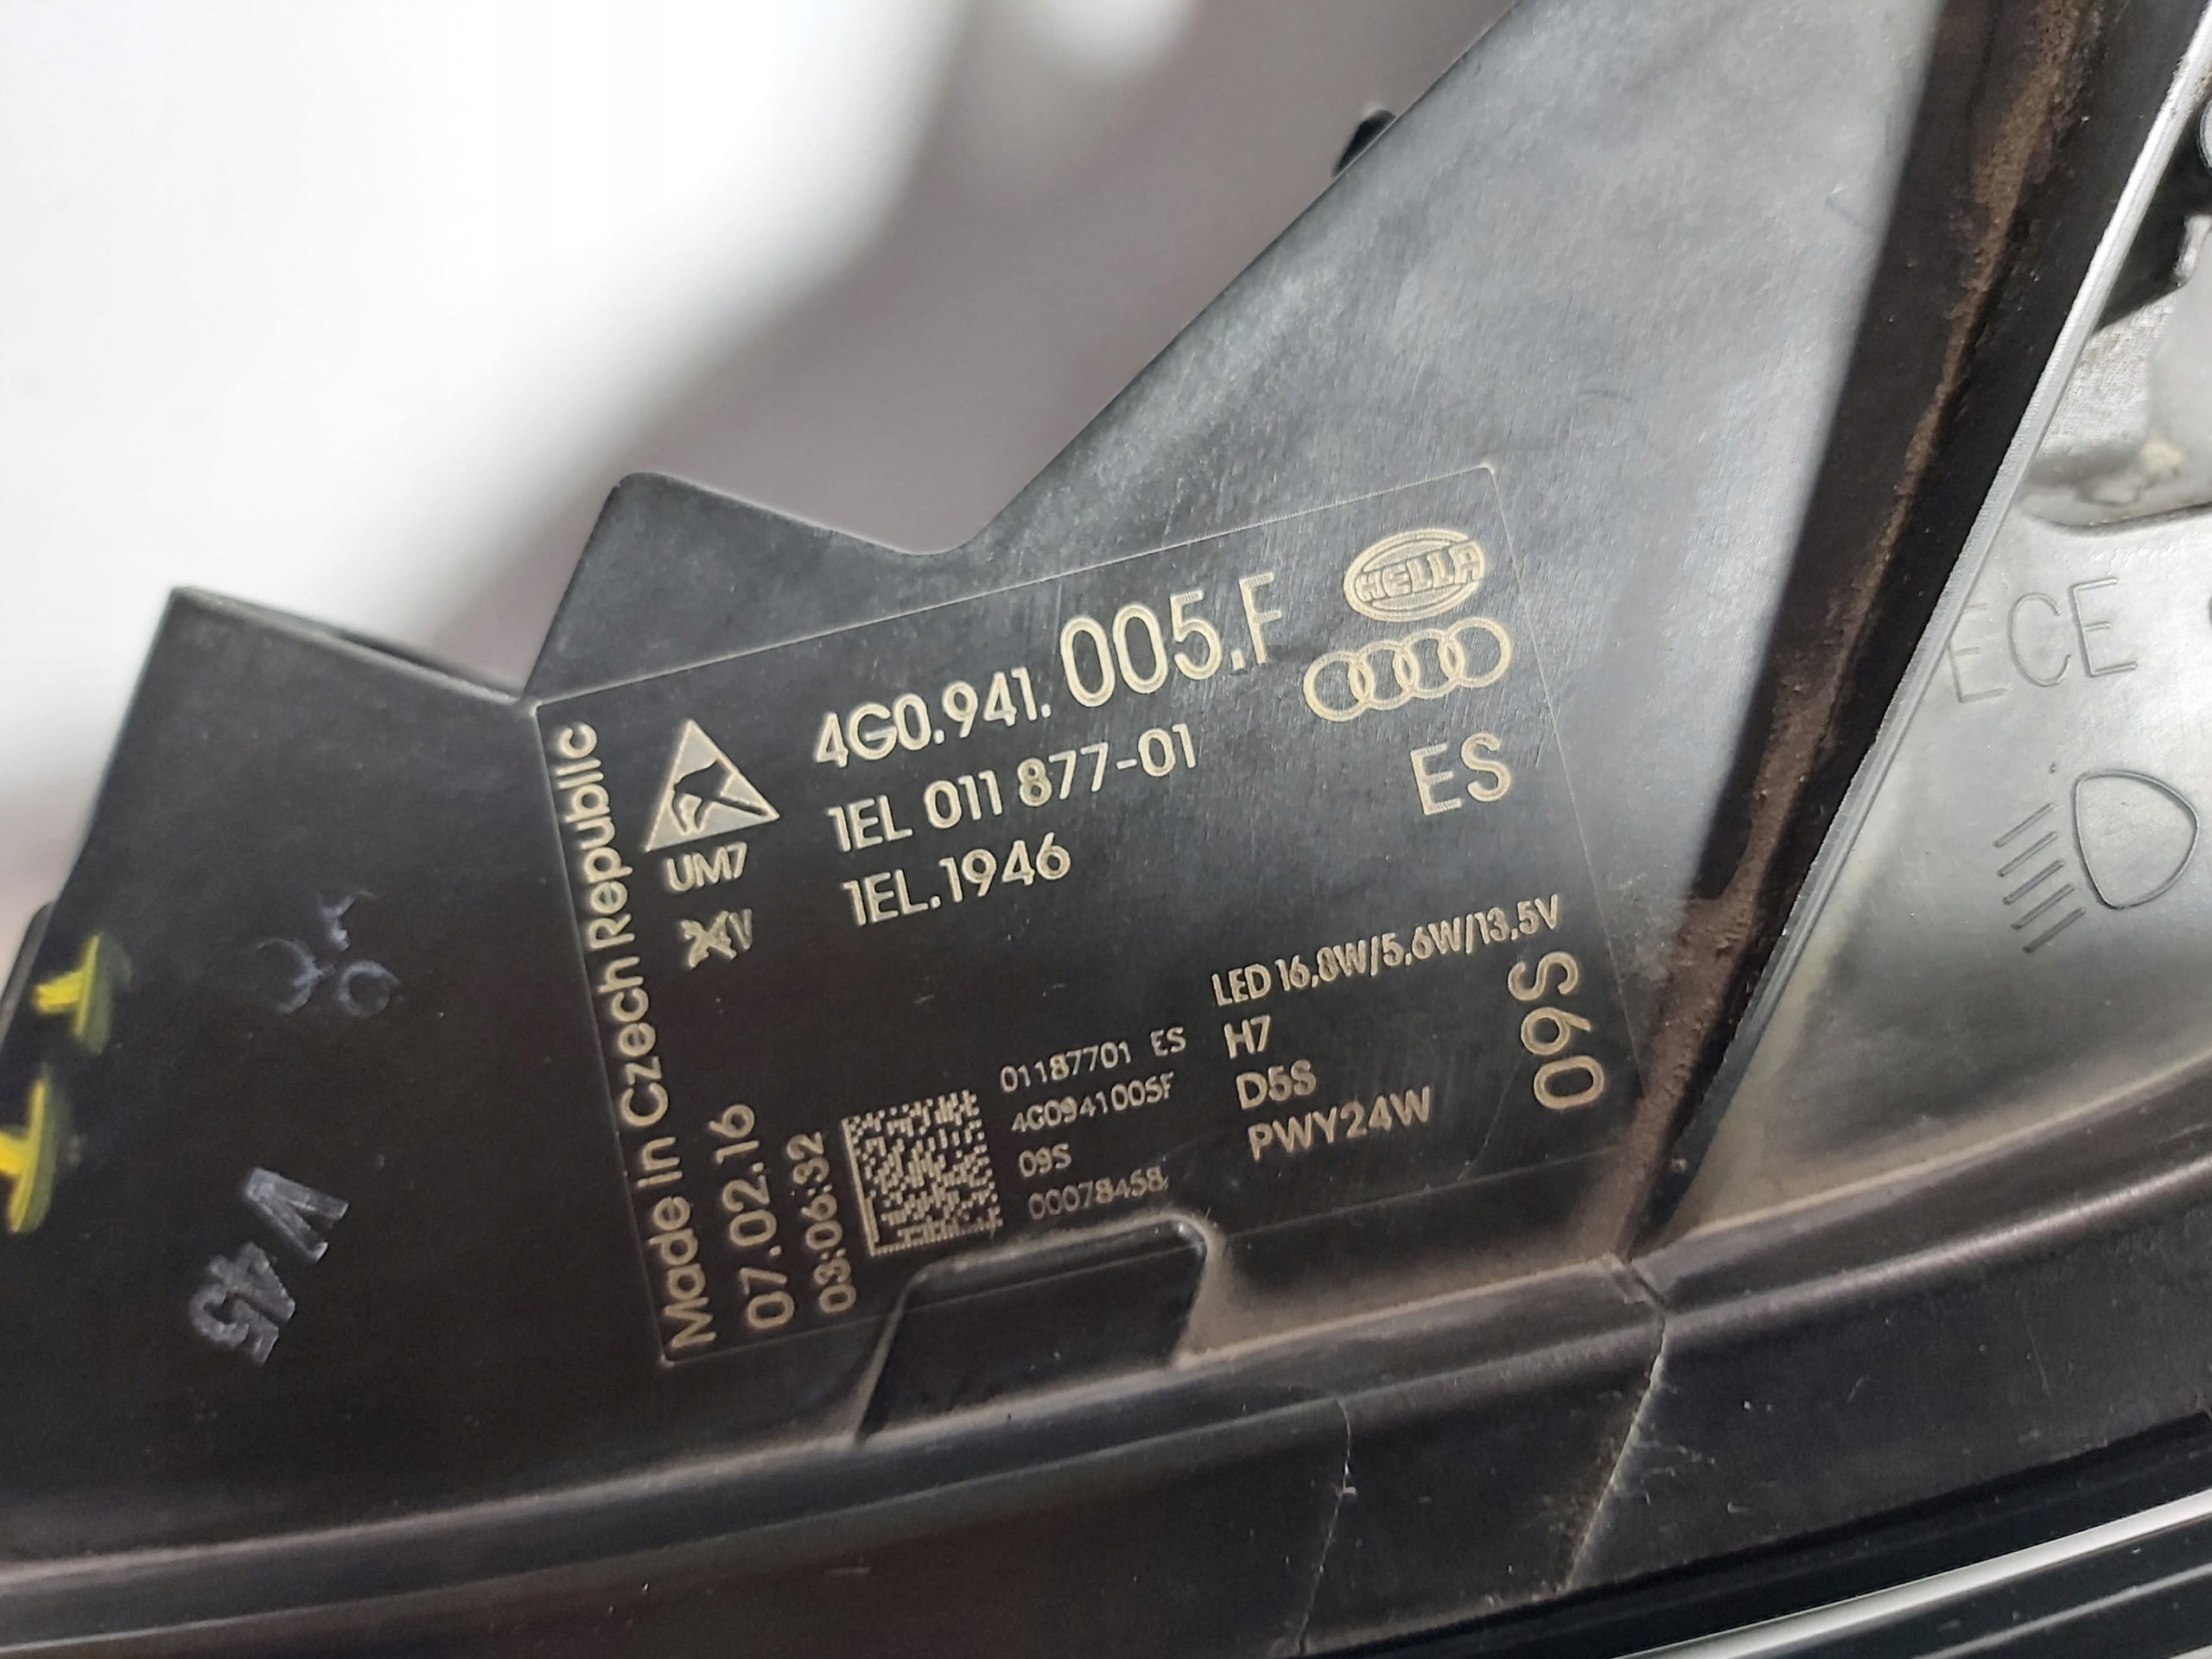 HELLA
4G0.941.005.F
1EL 011 877-01
ES
1EL.1946
UM7
Made in Czech Republic
07.02.16
03:06:32
01187701 ES
4G0941005F
09S
00078458
LED 16,8W/5,6W/13,5V
H7
D5S
PWY24W
09S
ECE
V45